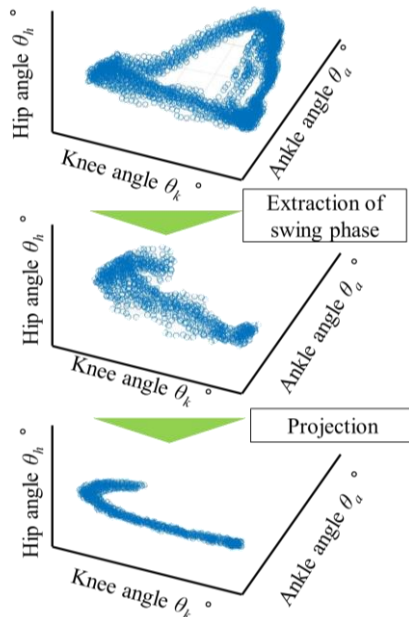 Hip angle θh °
Knee angle θk °
Ankle angle θa °
Extraction of
swing phase
Hip angle θh °
Knee angle θk °
Ankle angle θa °
Projection
Hip angle θh °
Knee angle θk °
Ankle angle θa °